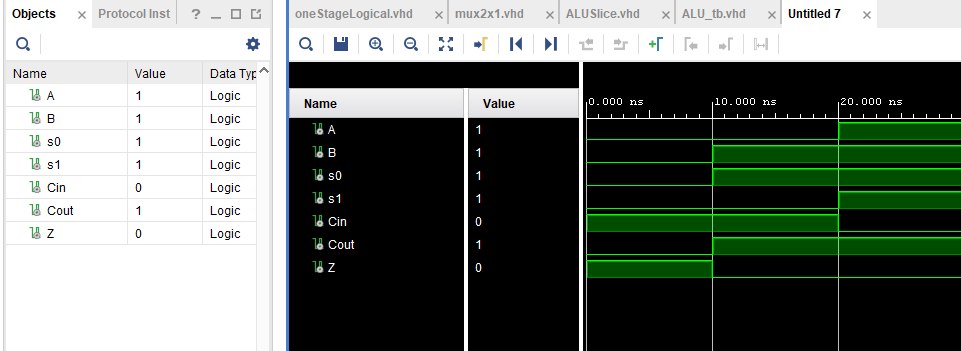 Objects
Protocol Inst
Name Value Data Typ
A 1 Logic
B 1 Logic
s0 1 Logic
s1 1 Logic
Cin 0 Logic
Cout 1 Logic
Z 0 Logic
oneStageLogical.vhd
mux2x1.vhd
ALUSlice.vhd
ALU_tb.vhd
Untitled 7
Name Value
0.000 ns 10.000 ns 20.000 ns
A 1
B 1
s0 1
s1 1
Cin 0
Cout 1
Z 0